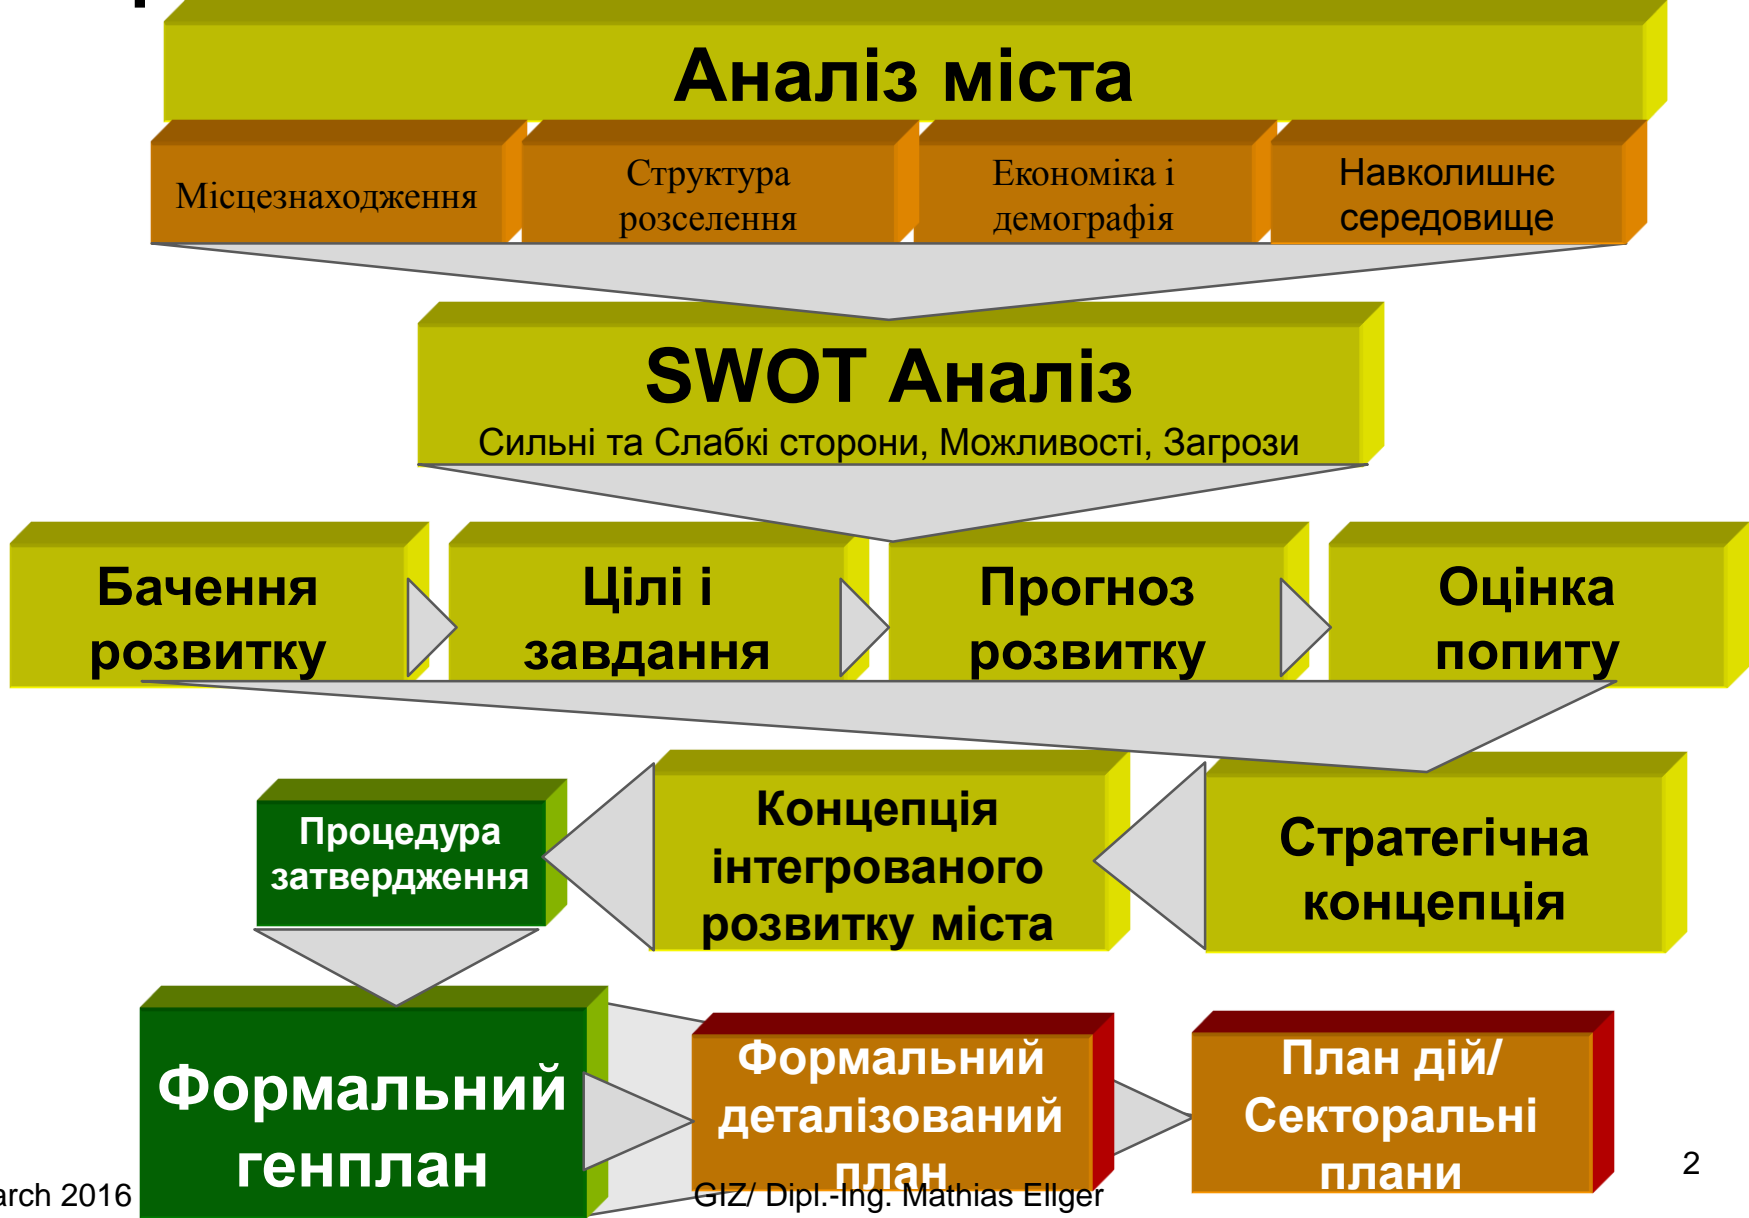 Аналіз міста
Місцезнаходження
Структура
розселення
Економіка і
демографія
Навколишнє
середовище
SWOT Аналіз
Сильні та Слабкі сторони, Можливості, Загрози
Бачення
розвитку
Цілі і
завдання
Прогноз
розвитку
Оцінка
попиту
Процедура
затвердження
Концепція
інтегрованого
розвитку міста
Стратегічна
концепція
Формальний
генплан
Формальний
деталізований
план
План дій/
Секторальні
плани
arch 2016
GIZ/ Dipl.-Ing. Mathias Ellger
2